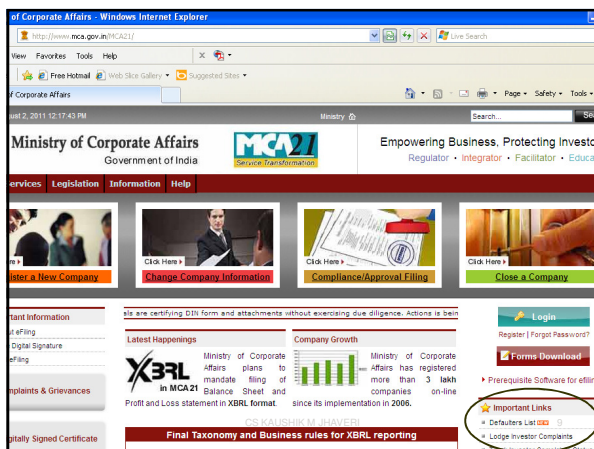 of Corporate Affairs - Windows Internet Explorer
http://www.mca.gov.in/MCA21/
Live Search
View Favorites Tools Help
Free Hotmail Web Slice Gallery Suggested Sites
f Corporate Affairs
Page Safety Tools
ust 2, 2011 12:17:43 PM
Ministry
Search...
Sea
Ministry of Corporate Affairs
Government of India
MCA21
Service Transformation
Empowering Business, Protecting Investo
Regulator • Integrator • Facilitator • Educa
ervices Legislation Information Help
re
Click Here
Click Here
Click Here
ister a New Company
Change Company Information
Compliance/Approval Filing
Close a Company
rtant Information
ut eFiling
Digital Signature
eFiling
mplaints & Grievances
igitally Signed Certificate
als are certifying DIN form and attachments without exercising due diligence. Actions is bein
Latest Happenings
XBRL
in MCA 21
Ministry of Corporate
Affairs plans to
mandate filing of
Balance Sheet and
Profit and Loss statement in XBRL format.
Company Growth
Ministry of Corporate
Affairs has registered
more than 3 lakh
companies on-line
since its implementation in 2006.
CS KAUSHIK M JHAVERI
Final Taxonomy and Business rules for XBRL reporting
Login
Register | Forgot Password?
Forms Download
Prerequisite Software for efilin
Important Links
Defaulters List NEW 9
Lodge Investor Complaints